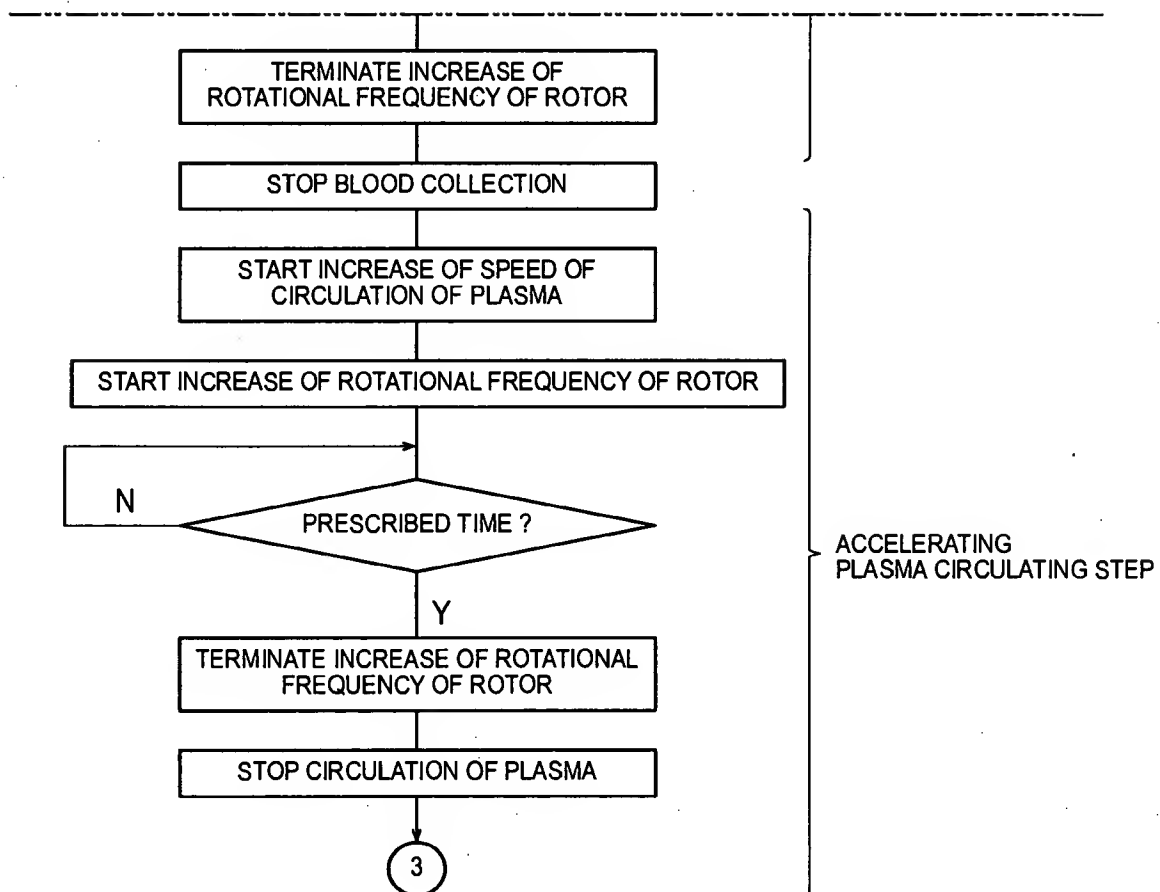 TERMINATE INCREASE OF
ROTATIONAL FREQUENCY OF ROTOR
STOP BLOOD COLLECTION
START INCREASE OF SPEED OF
CIRCULATION OF PLASMA
START INCREASE OF ROTATIONAL FREQUENCY OF ROTOR
N
PRESCRIBED TIME ?
ACCELERATING
PLASMA CIRCULATING STEP
Y
TERMINATE INCREASE OF ROTATIONAL
FREQUENCY OF ROTOR
STOP CIRCULATION OF PLASMA
3